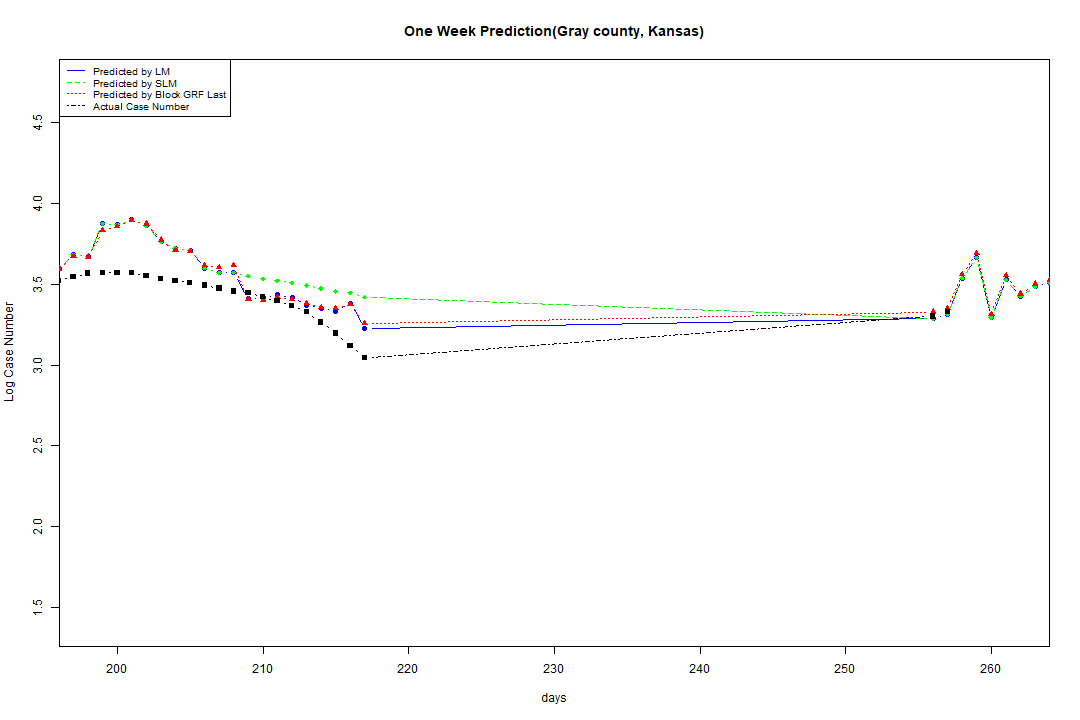 One Week Prediction(Gray county, Kansas)
Predicted by LM
Predicted by SLM
Predicted by Block GRF Last
Actual Case Number
4.5
4.0
3.5
3.0
2.5
2.0
1.5
Log Case Number
200
210
220
230
240
250
260
days